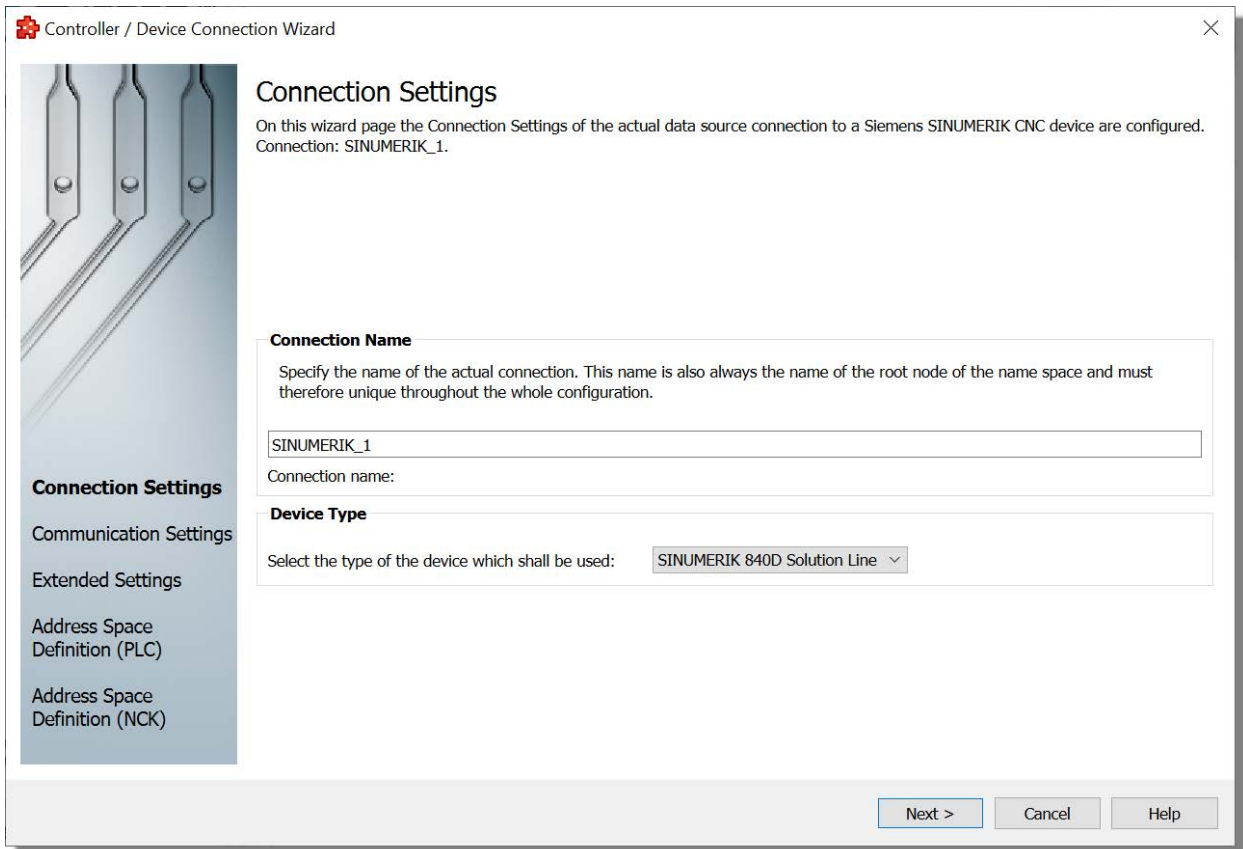 Controller / Device Connection Wizard
Connection Settings
On this wizard page the Connection Settings of the actual data source connection to a Siemens SINUMERIK CNC device are configured.
Connection: SINUMERIK_1.
Connection Name
Specify the name of the actual connection. This name is also always the name of the root node of the name space and must
therefore unique throughout the whole configuration.
SINUMERIK_1
Connection name:
Device Type
Select the type of the device which shall be used:
SINUMERIK 840D Solution Line
Connection Settings
Communication Settings
Extended Settings
Address Space
Definition (PLC)
Address Space
Definition (NCK)
Next >
Cancel
Help